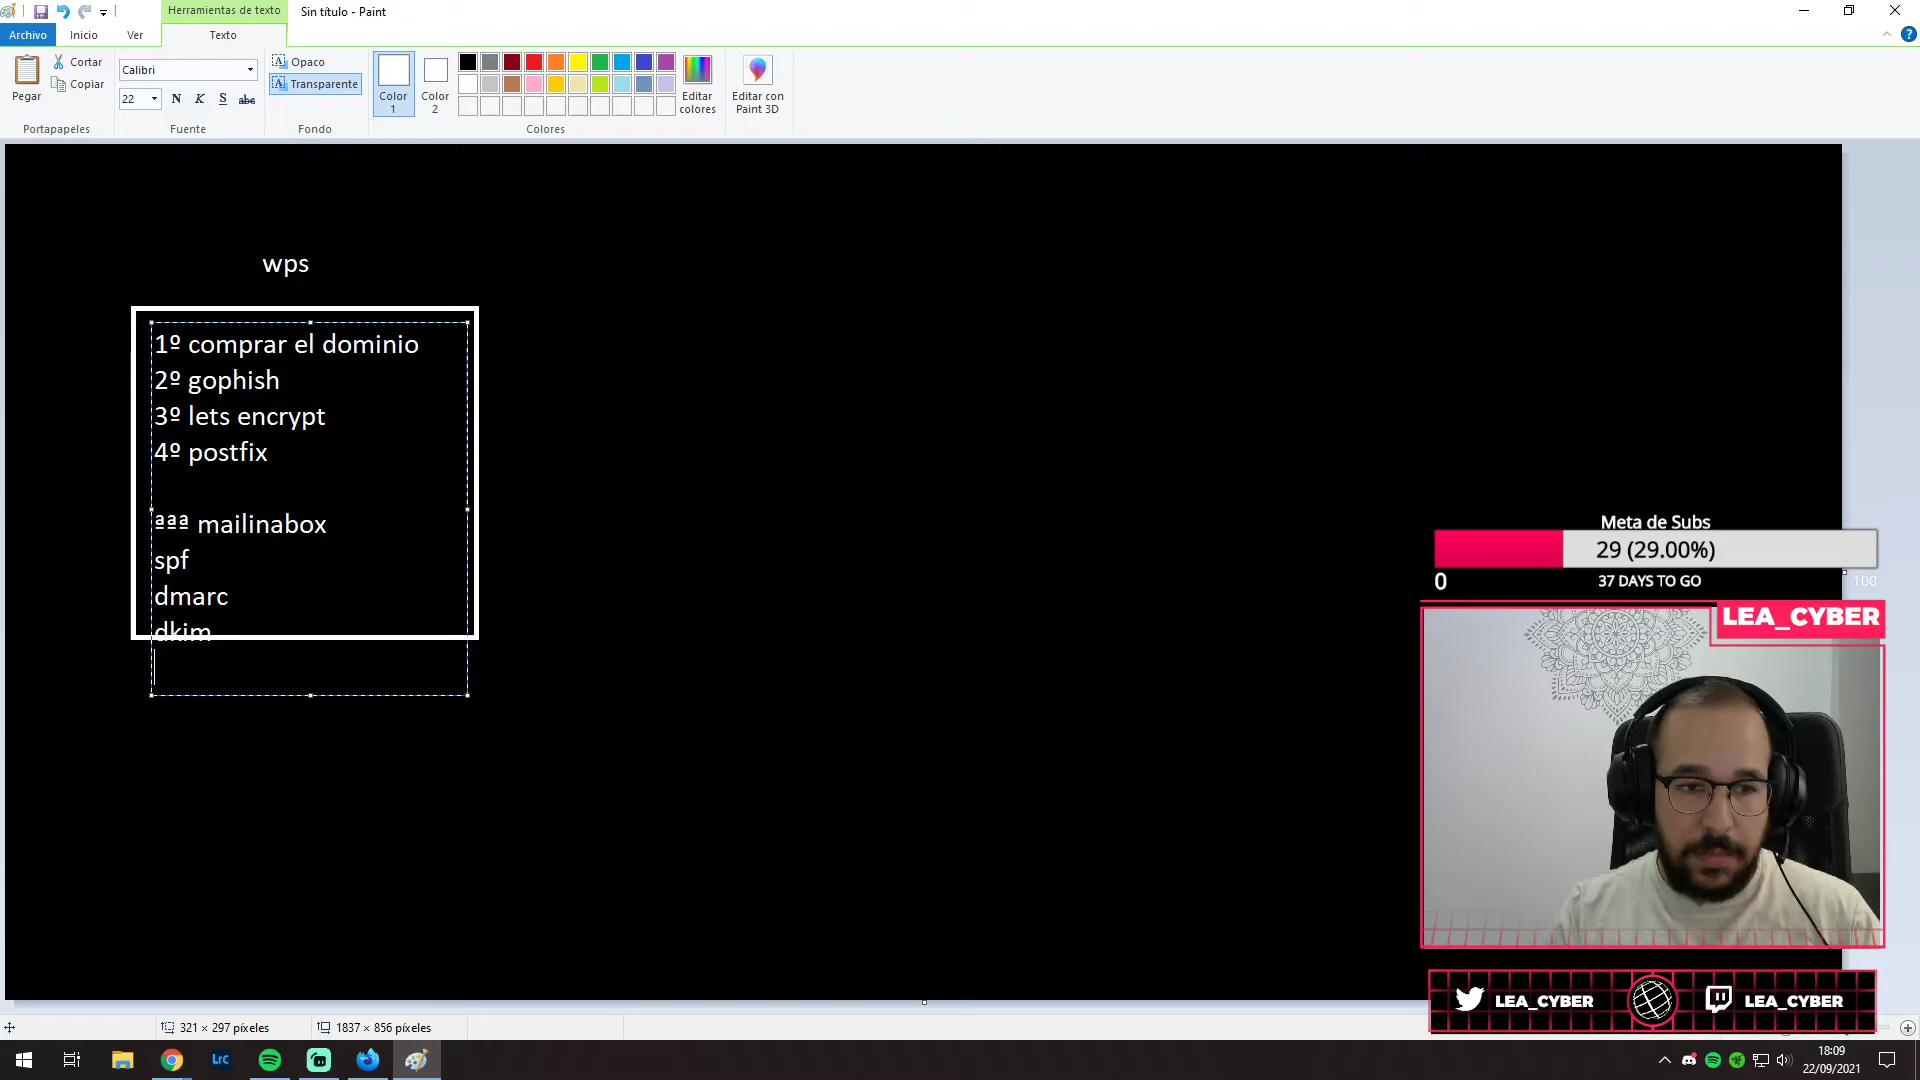 Herramientas de texto
Sin título - Paint
Archivo
Inicio
Ver
Texto
Pegar
Cortar
Copiar
Portapapeles
Calibri
22
N K S abc
Fuente
Opaco
Transparente
Fondo
Color
1
Color
2
Editar
colores
Colores
Editar con
Paint 3D
wps
1º comprar el dominio
2º gophish
3º lets encrypt
4º postfix
ªªª mailinabox
spf
dmarc
dkim
Meta de Subs
29 (29.00%)
0
37 DAYS TO GO
100
LEA_CYBER
LEA_CYBER
LEA_CYBER
321 × 297 píxeles
1837 × 856 píxeles
Lrc
18:09
22/09/2021